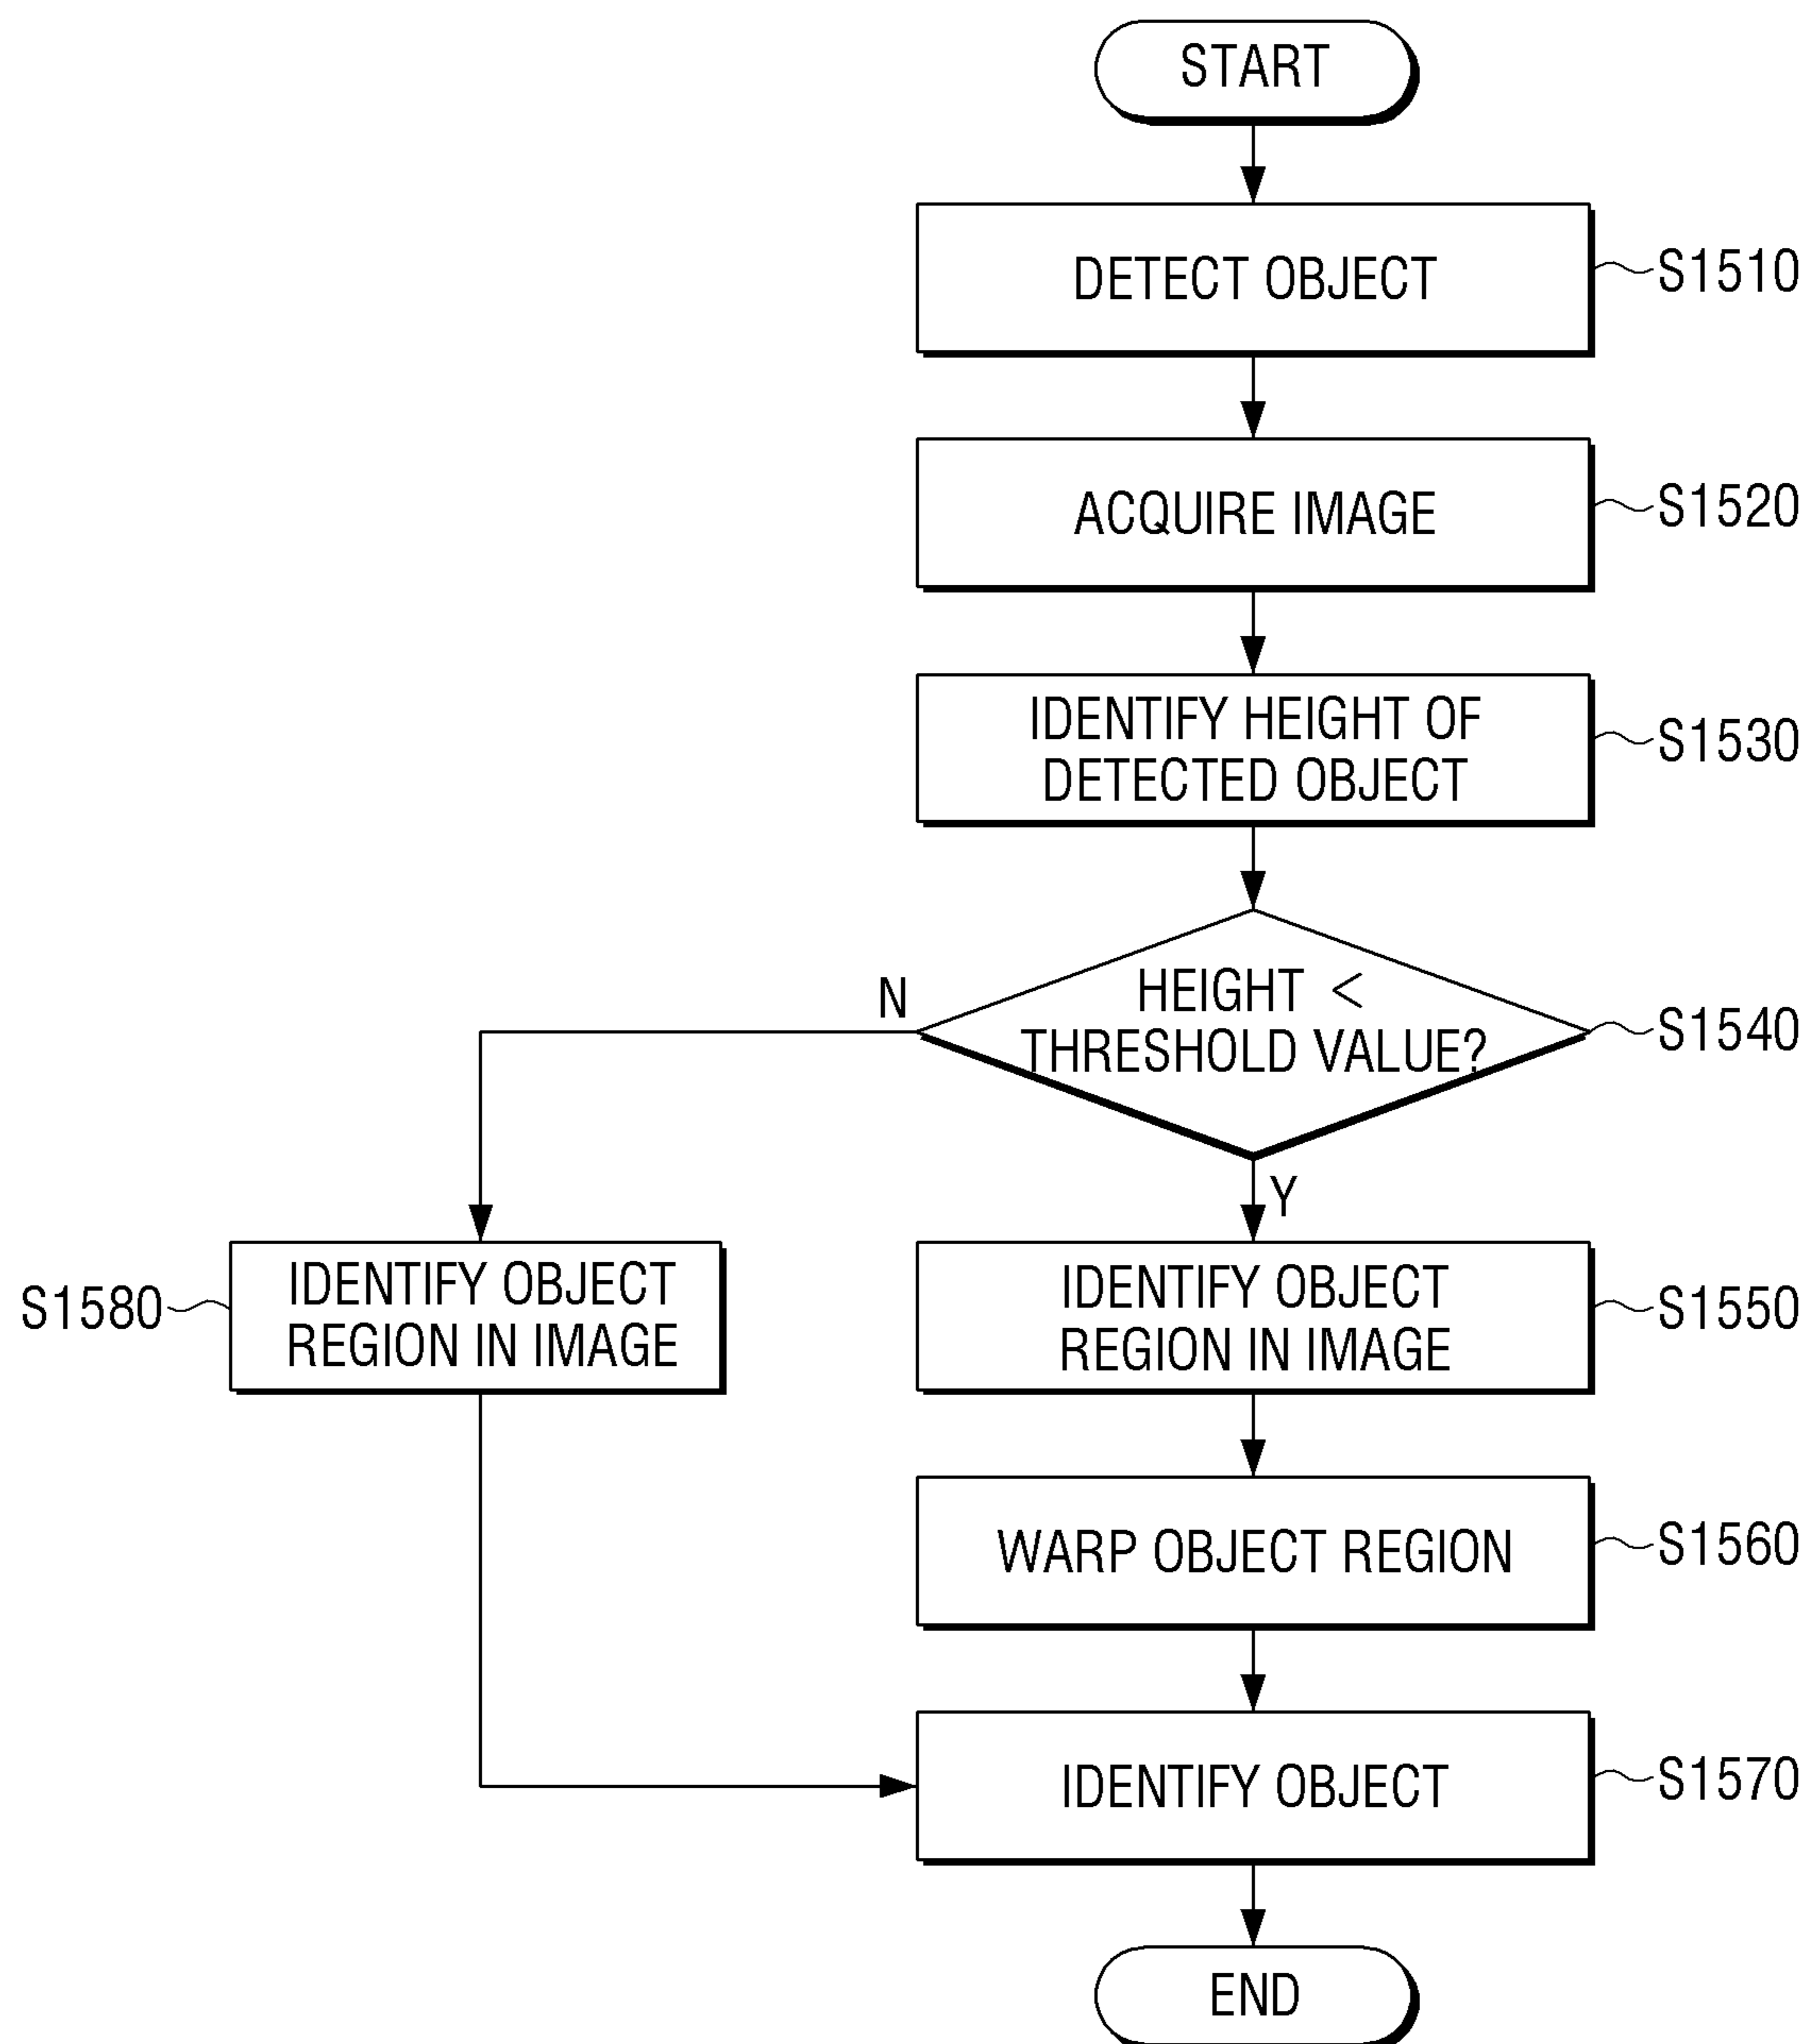 START
DETECT OBJECT
S1510
ACQUIRE IMAGE
S1520
IDENTIFY HEIGHT OF
DETECTED OBJECT
S1530
HEIGHT <
THRESHOLD VALUE?
S1540
N
Y
S1580
IDENTIFY OBJECT
REGION IN IMAGE
IDENTIFY OBJECT
REGION IN IMAGE
S1550
WARP OBJECT REGION
S1560
IDENTIFY OBJECT
S1570
END